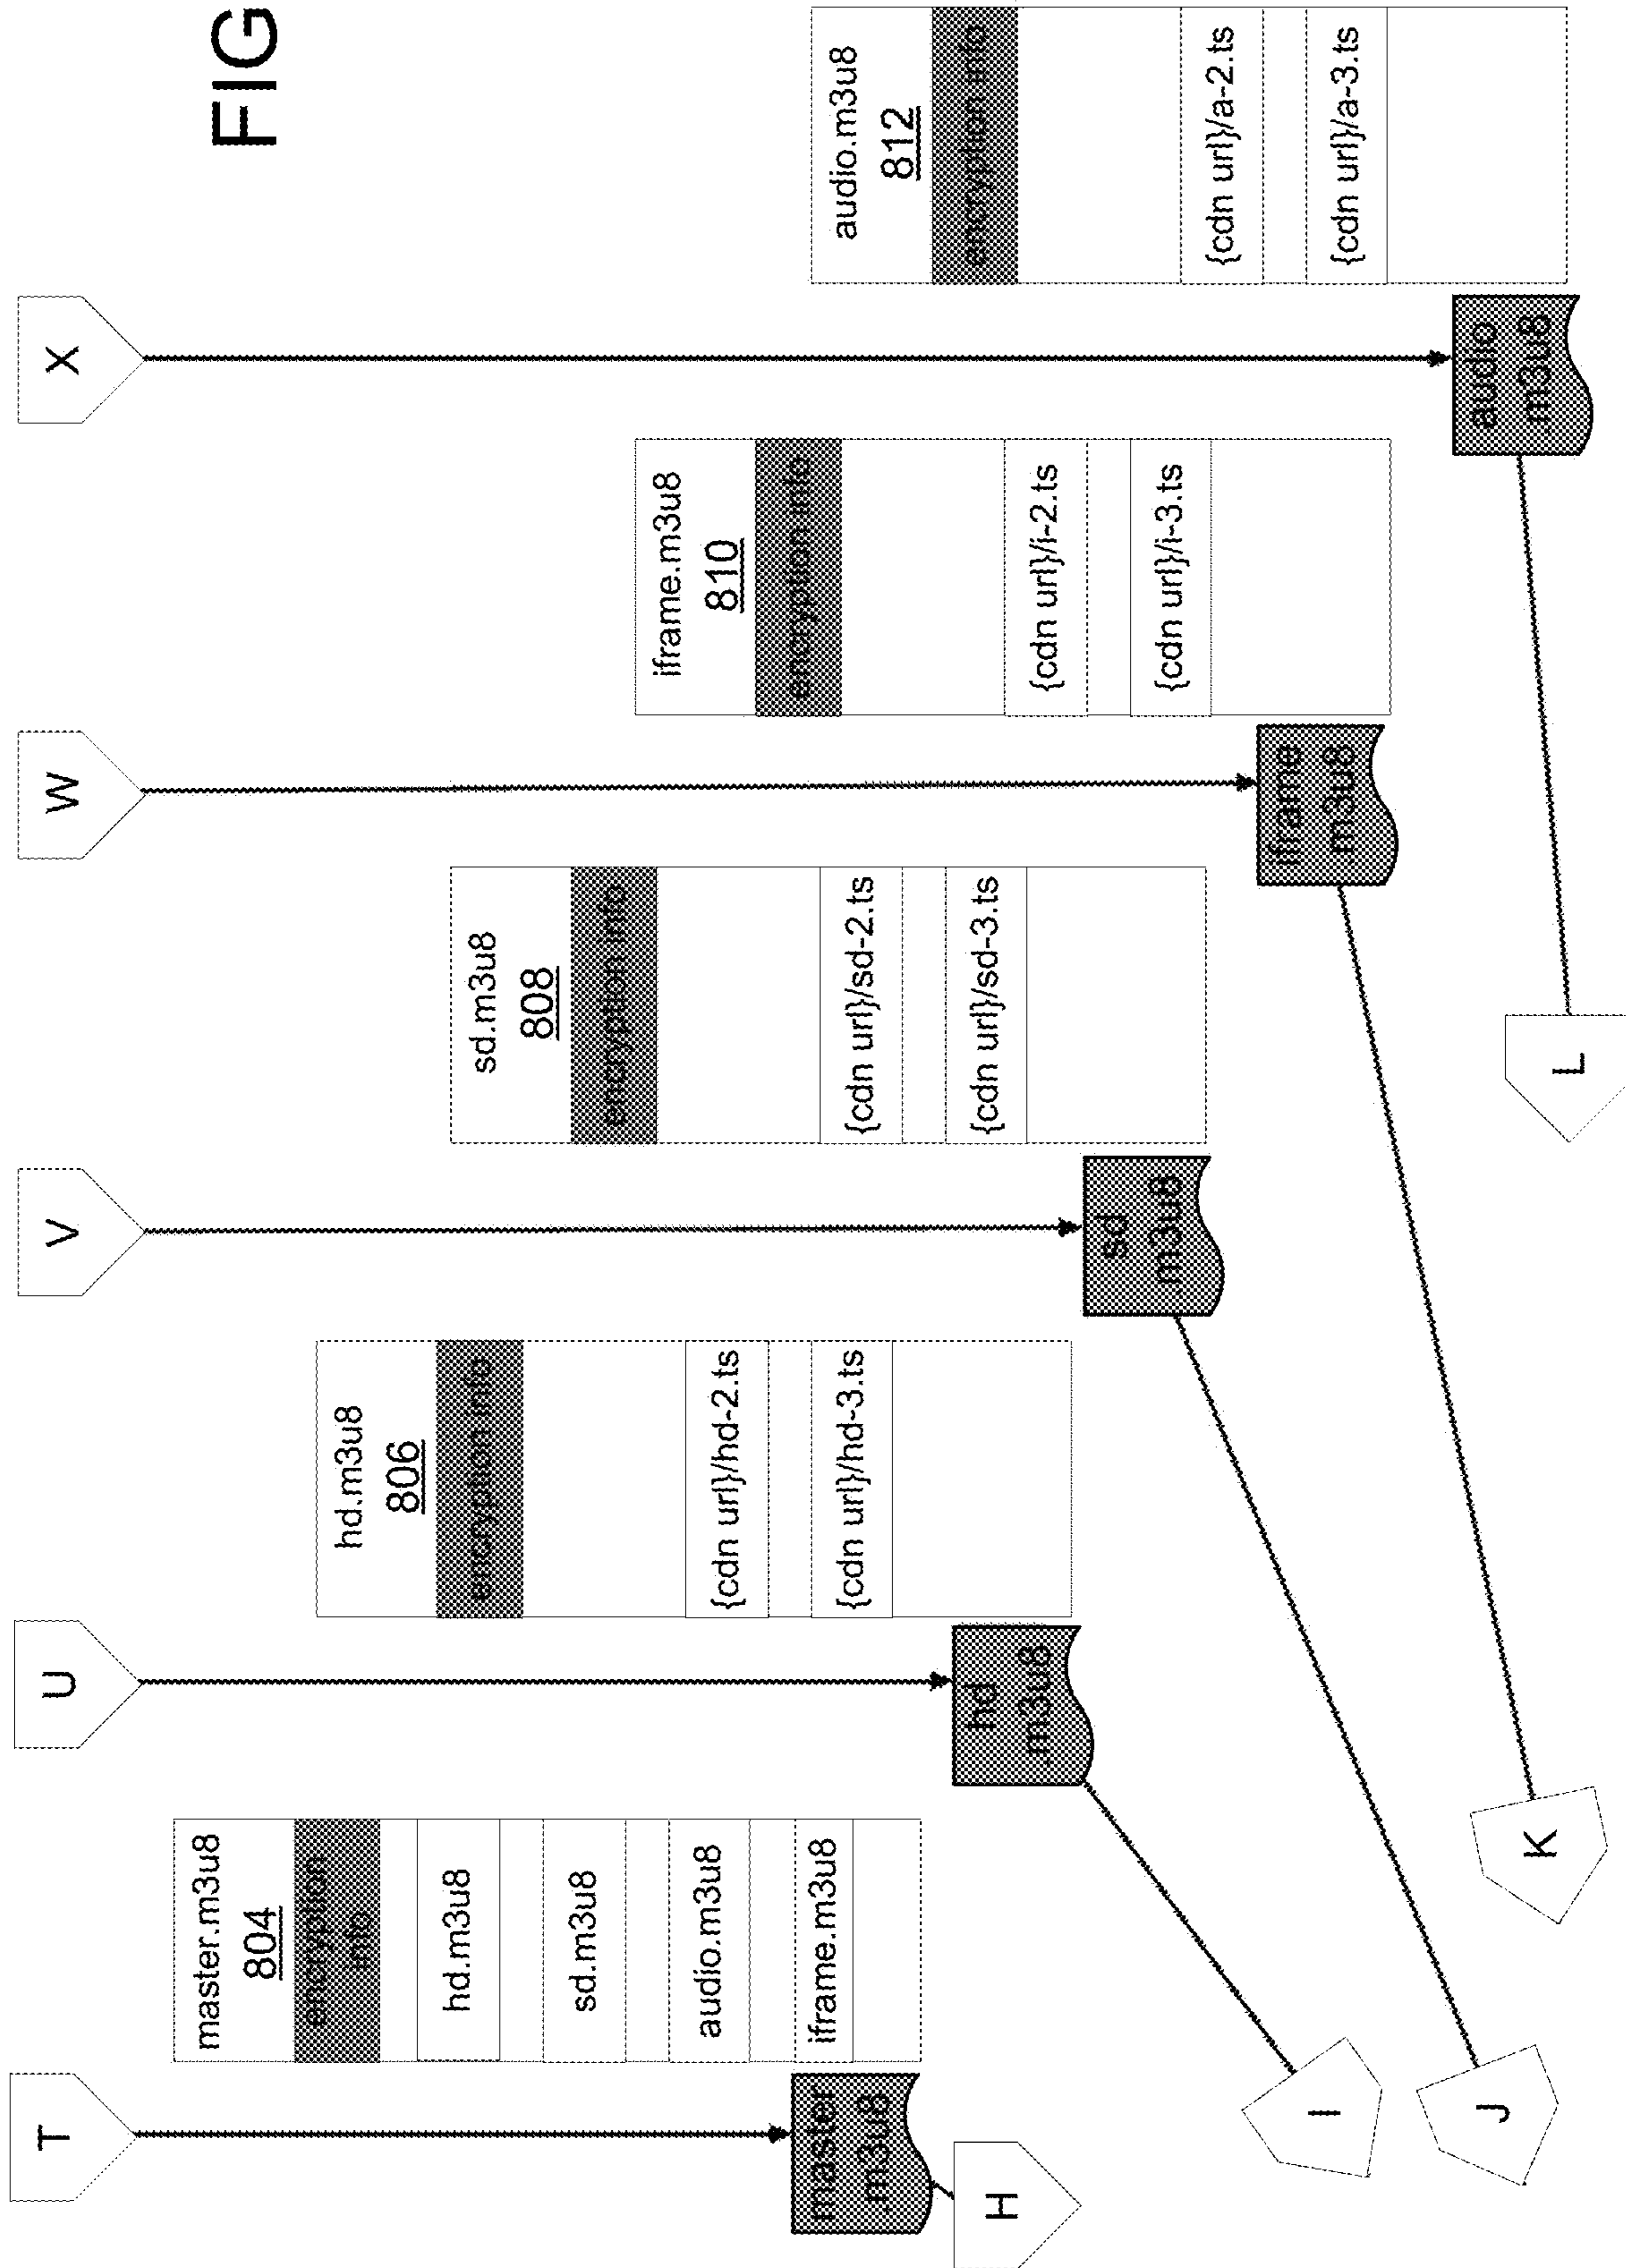 FIG
T
U
V
W
X
master.m3u8
804
encryption
info
hd.m3u8
sd.m3u8
audio.m3u8
iframe.m3u8
master
.m3u8
H
hd.m3u8
806
encryption info
{cdn url}/hd-2.ts
{cdn url}/hd-3.ts
hd
.m3u8
I
sd.m3u8
808
encryption info
{cdn url}/sd-2.ts
{cdn url}/sd-3.ts
sd
.m3u8
J
iframe.m3u8
810
encryption info
{cdn url}/i-2.ts
{cdn url}/i-3.ts
iframe
.m3u8
K
audio.m3u8
812
encryption info
{cdn url}/a-2.ts
{cdn url}/a-3.ts
audio
.m3u8
L